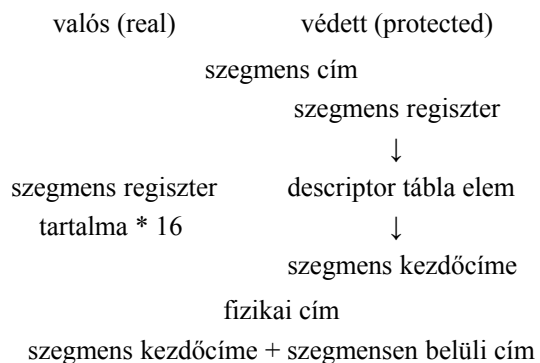 valós (real) védett (protected)
szegmens cím
szegmens regiszter
↓
szegmens regiszter descriptor tábla elem
tartalma * 16 ↓
szegmens kezdőcíme
fizikai cím
szegmens kezdőcíme + szegmensen belüli cím